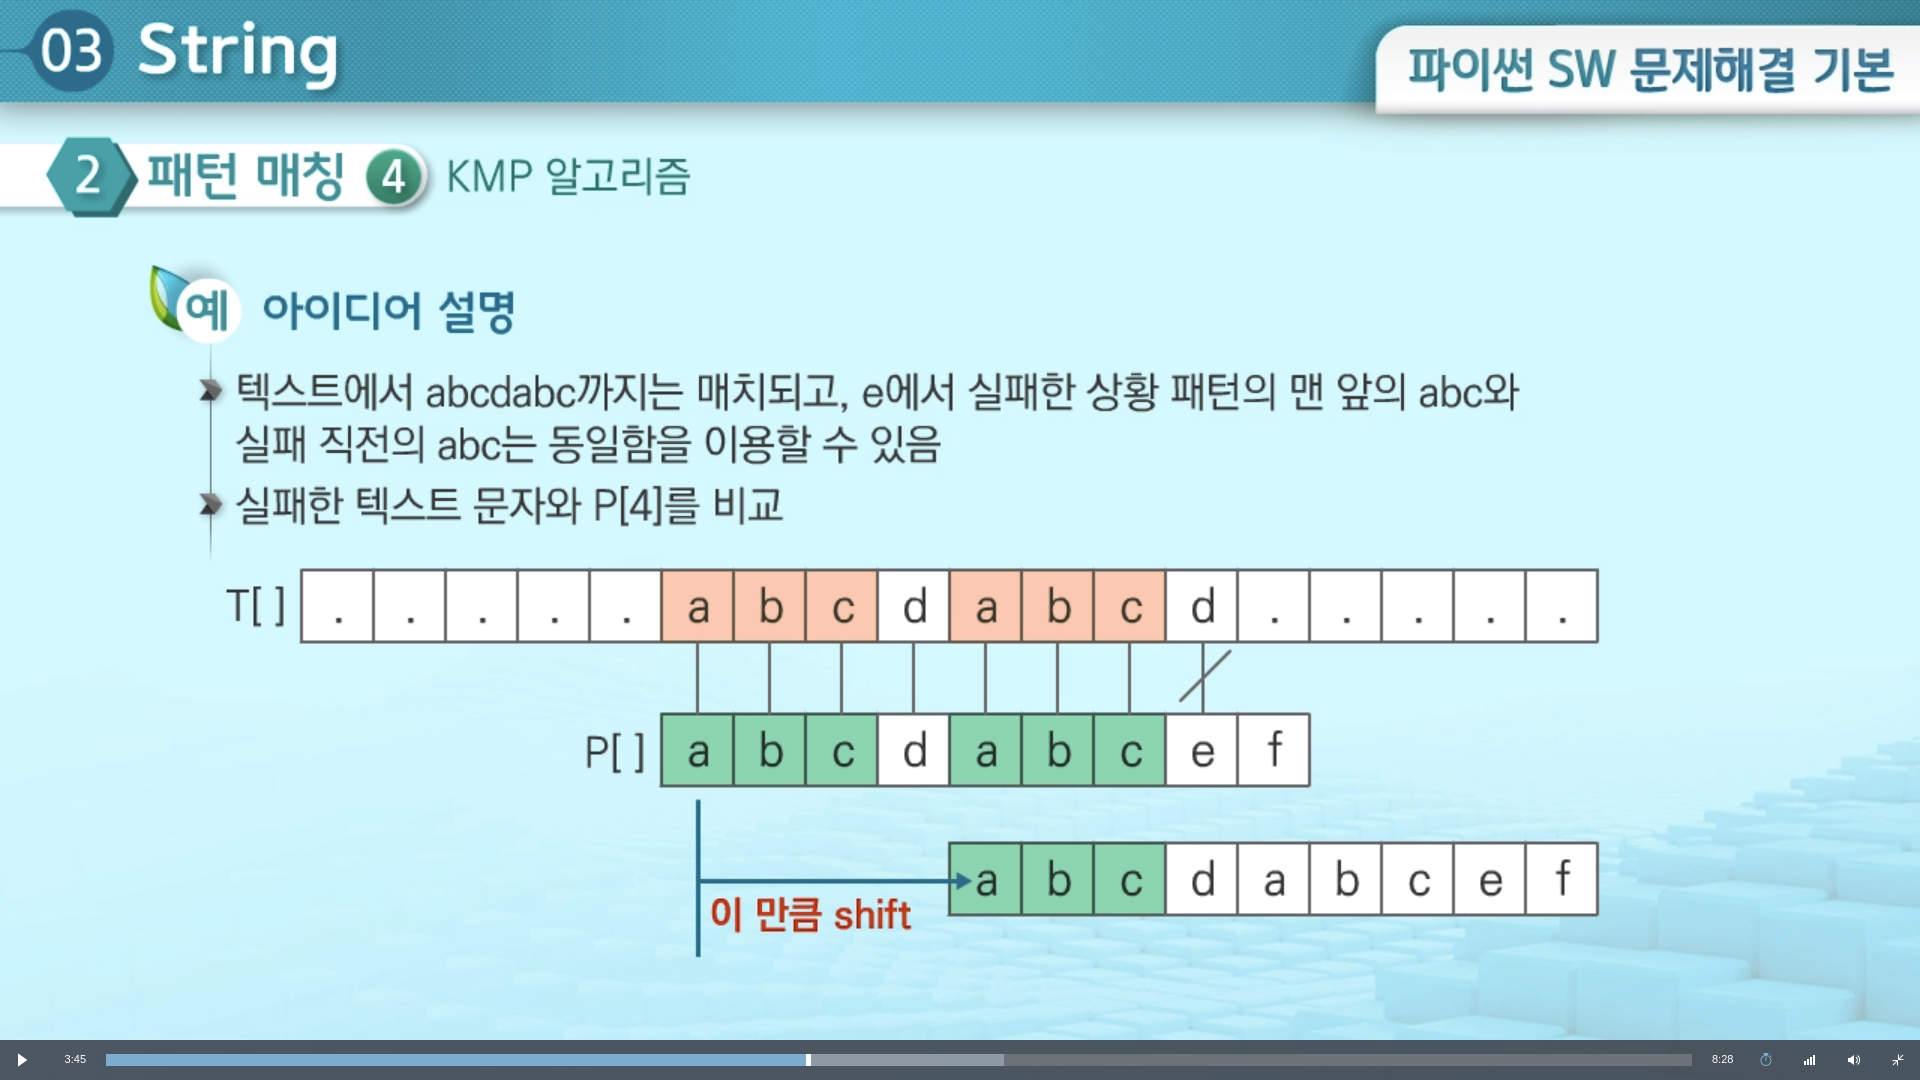 03 String
파이썬 SW 문제해결 기본
2 패턴 매칭 4 KMP 알고리즘
예 아이디어 설명
텍스트에서 abcdabc까지는 매치되고, e에서 실패한 상황 패턴의 맨 앞의 abc와
실패 직전의 abc는 동일함을 이용할 수 있음
실패한 텍스트 문자와 P[4]를 비교
T[ ] . . . . . a b c d a b c d . . . . .
P[ ] a b c d a b c e f
a b c d a b c e f
이 만큼 shift
3:45 8:28